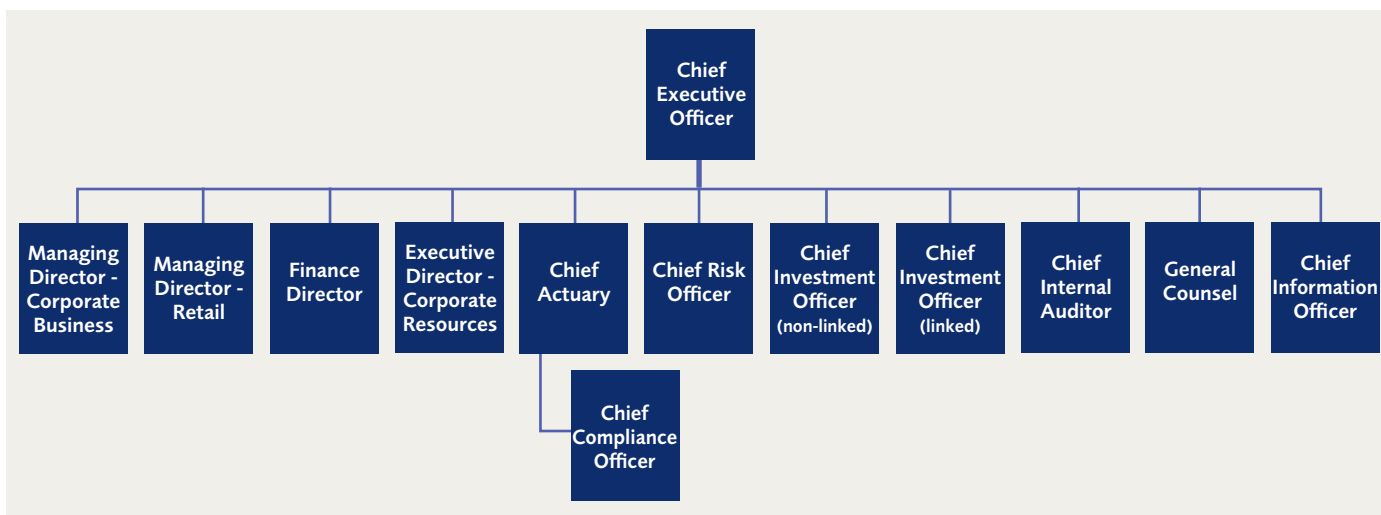 Chief
Executive
Officer
Managing
Director -
Corporate
Business
Managing
Director -
Retail
Finance
Director
Executive
Director -
Corporate
Resources
Chief
Actuary
Chief Risk
Officer
Chief
Investment
Officer
(non-linked)
Chief
Investment
Officer
(linked)
Chief
Internal
Auditor
General
Counsel
Chief
Information
Officer
Chief
Compliance
Officer